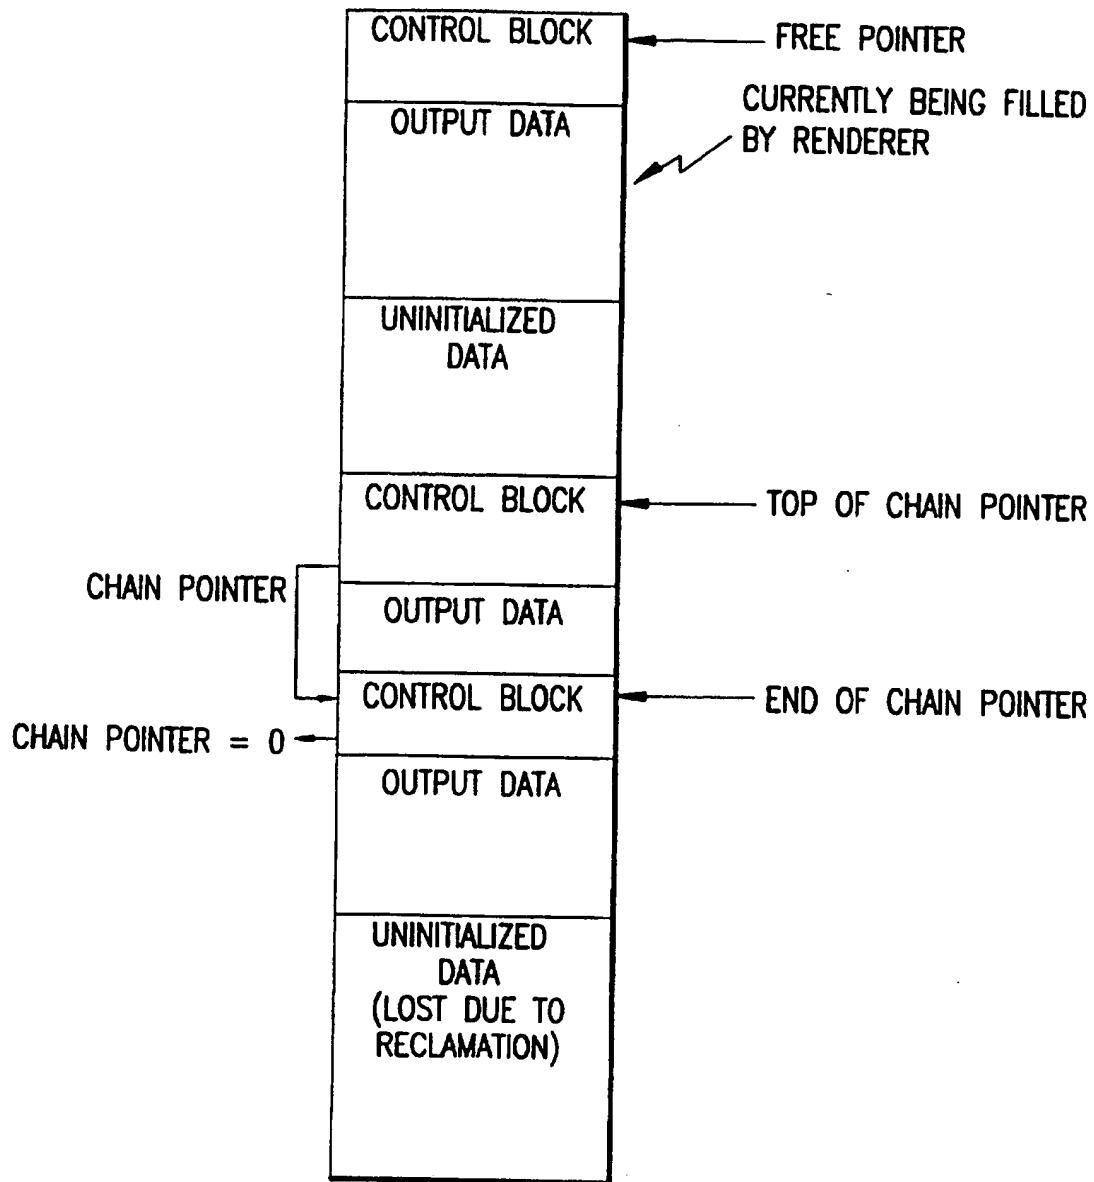 CONTROL BLOCK
FREE POINTER
CURRENTLY BEING FILLED
BY RENDERER
OUTPUT DATA
UNINITIALIZED
DATA
CONTROL BLOCK
TOP OF CHAIN POINTER
CHAIN POINTER
OUTPUT DATA
CONTROL BLOCK
END OF CHAIN POINTER
CHAIN POINTER = 0
OUTPUT DATA
UNINITIALIZED
DATA
(LOST DUE TO
RECLAMATION)